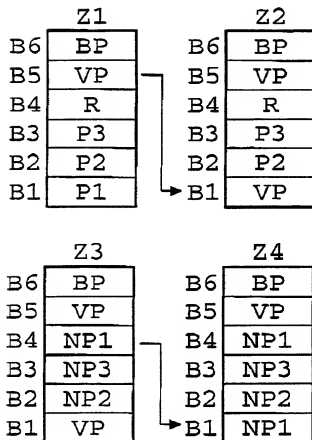 Z1 Z2
B6 BP B6 BP
B5 VP B5 VP
B4 R B4 R
B3 P3 B3 P3
B2 P2 B2 P2
B1 P1 B1 VP
Z3 Z4
B6 BP B6 BP
B5 VP B5 VP
B4 NP1 B4 NP1
B3 NP3 B3 NP3
B2 NP2 B2 NP2
B1 VP B1 NP1